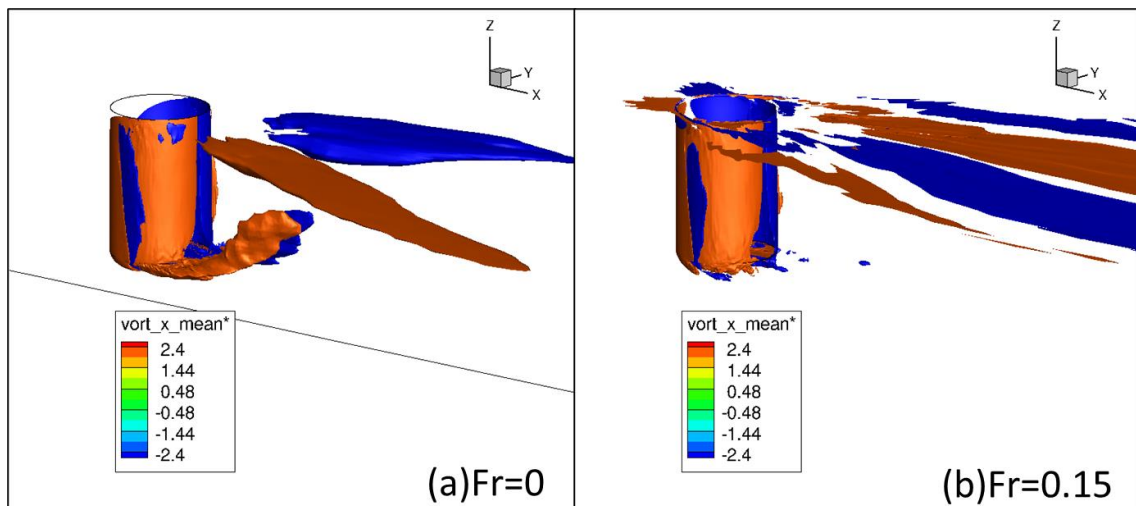 Z
Y
X
vort_x_mean*
2.4
1.44
0.48
-0.48
-1.44
-2.4
(a)Fr=0
Z
Y
X
vort_x_mean*
2.4
1.44
0.48
-0.48
-1.44
-2.4
(b)Fr=0.15